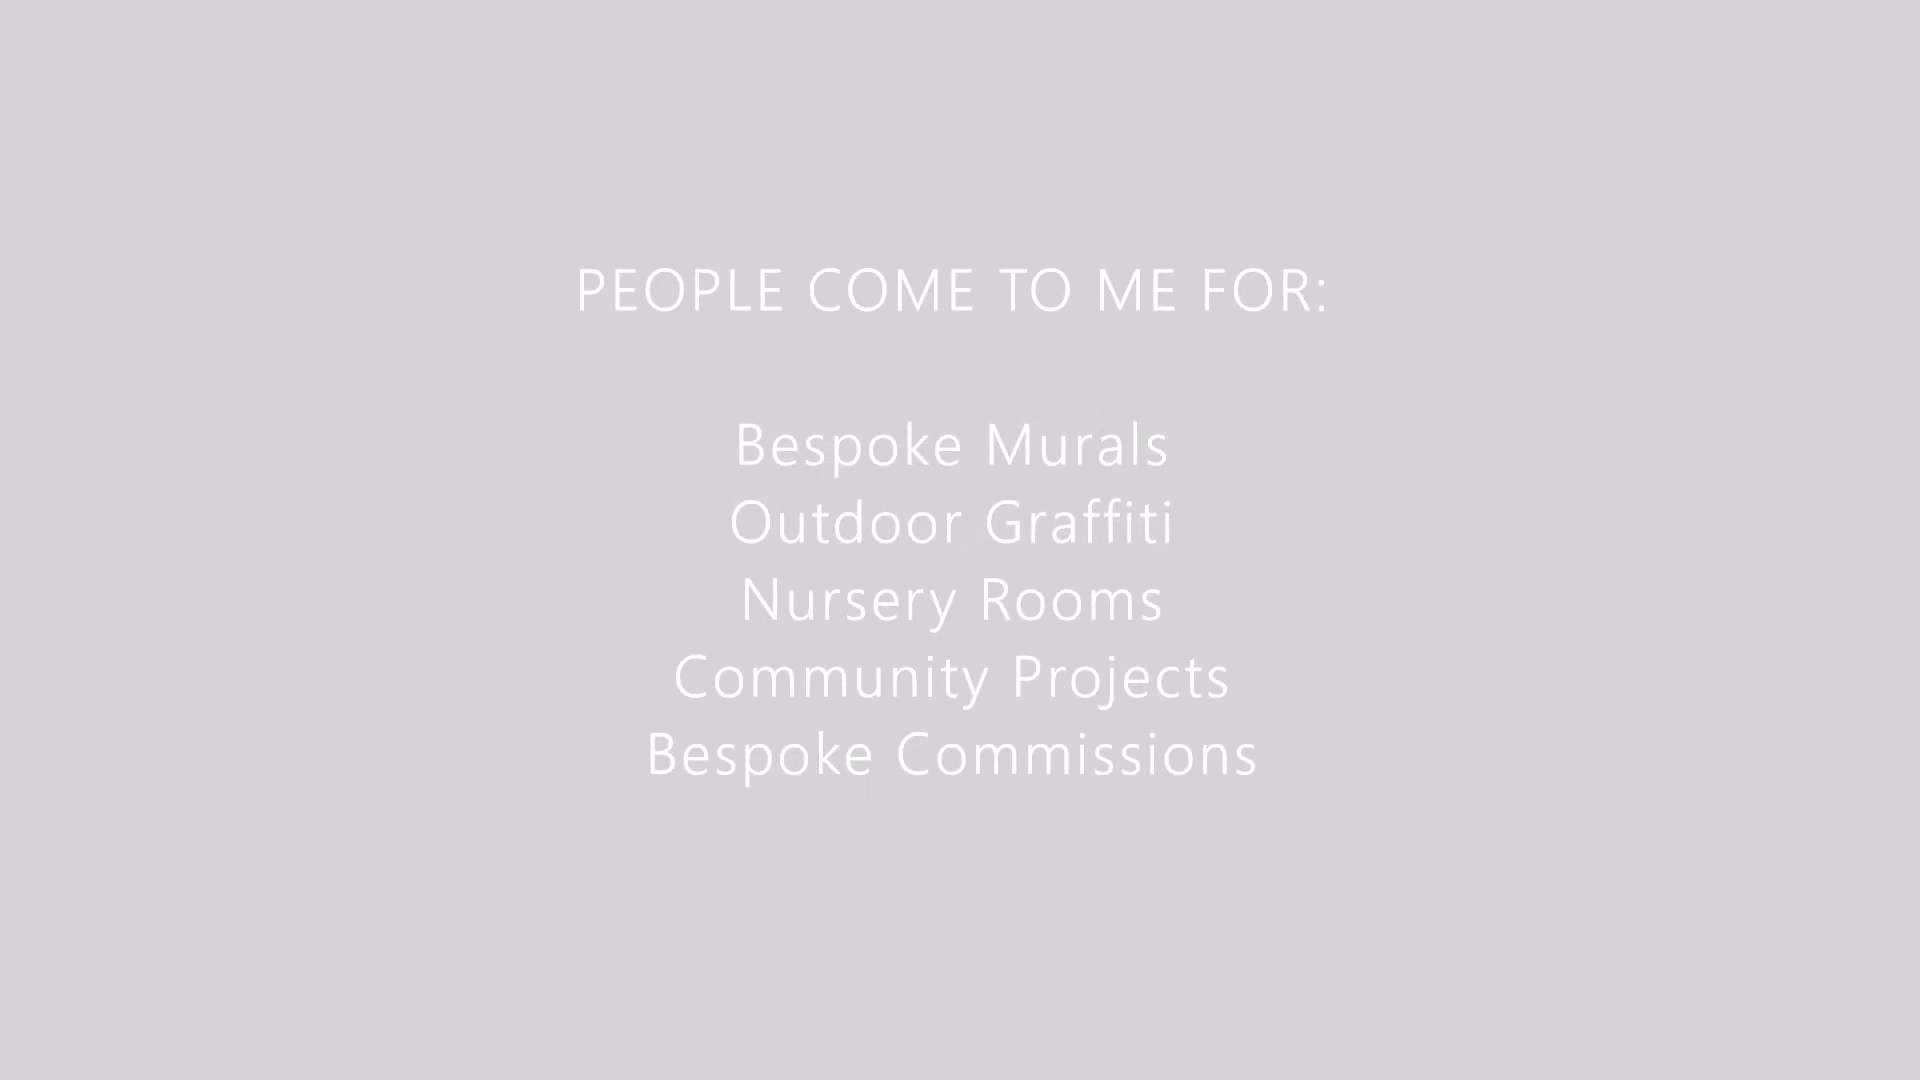 PEOPLE COME TO ME FOR:
Bespoke Murals
Outdoor Graffiti
Nursery Rooms
Community Projects
Bespoke Commissions